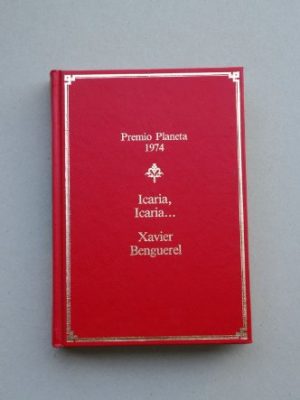 Premio Planeta
1974
Icaria,
Icaria...
Xavier
Benguerel